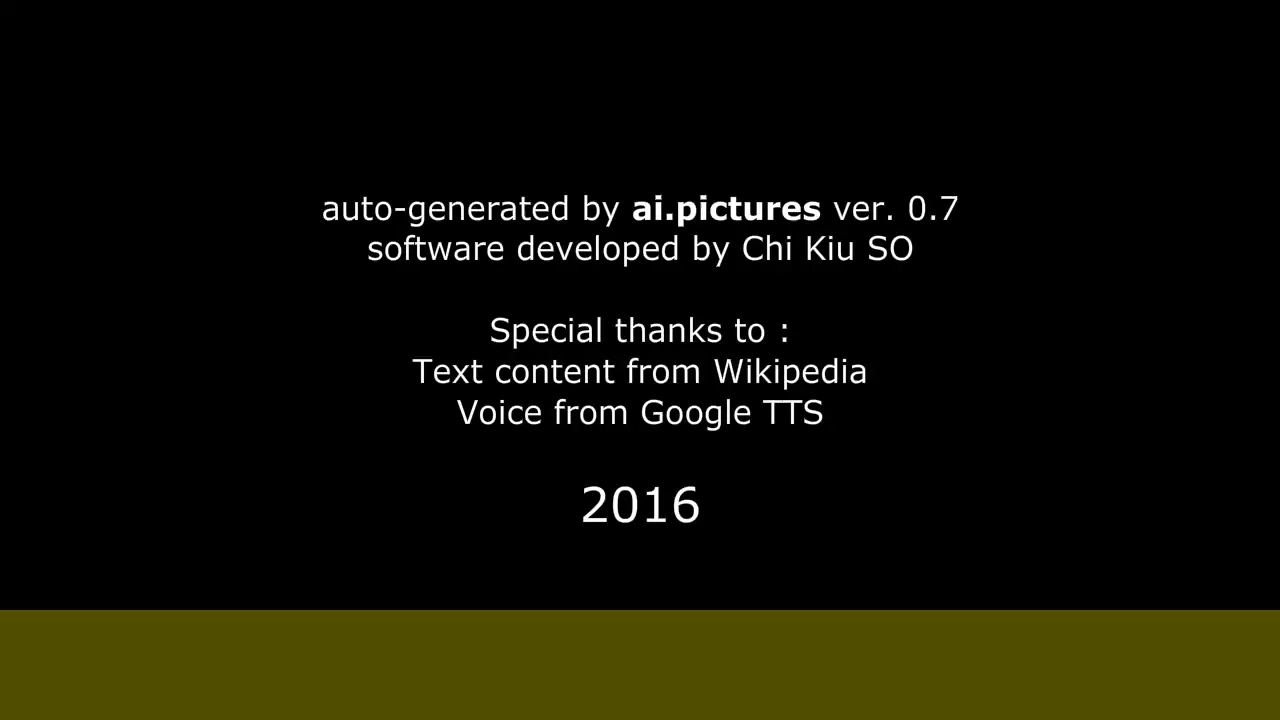 auto-generated by ai.pictures ver. 0.7
software developed by Chi Kiu SO
Special thanks to :
Text content from Wikipedia
Voice from Google TTS
2016